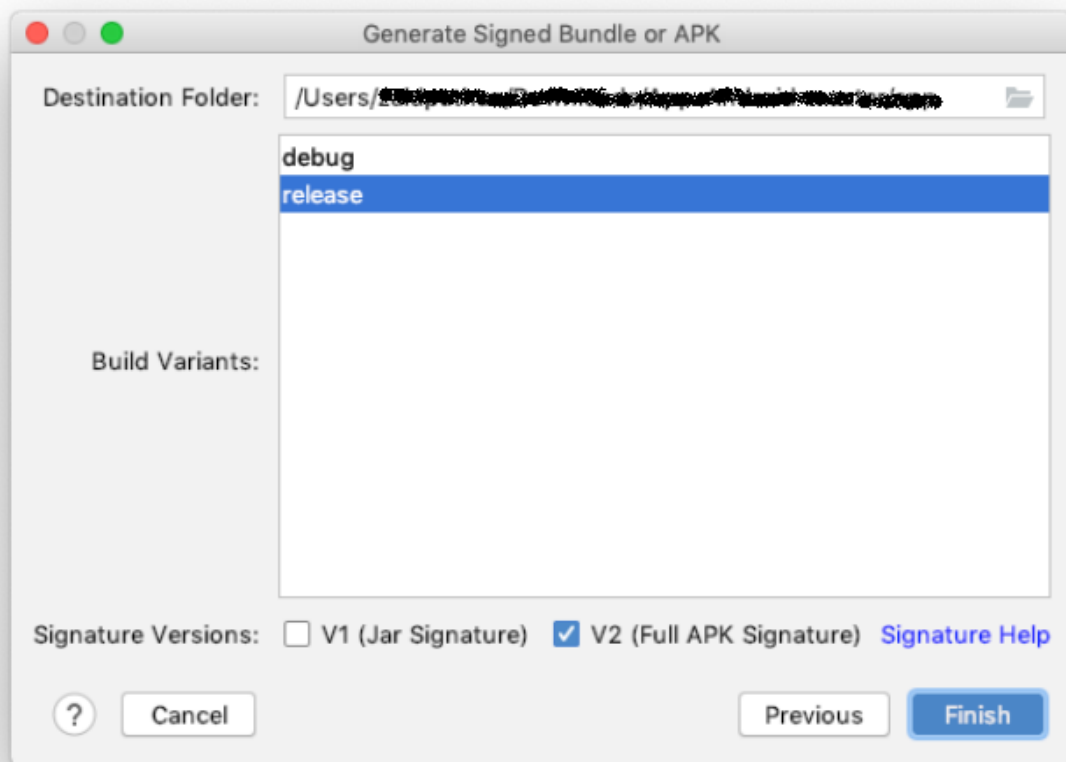 Generate Signed Bundle or APK
Destination Folder: /Users/
debug
release
Build Variants:
Signature Versions: V1 (Jar Signature) V2 (Full APK Signature) Signature Help
? Cancel Previous Finish